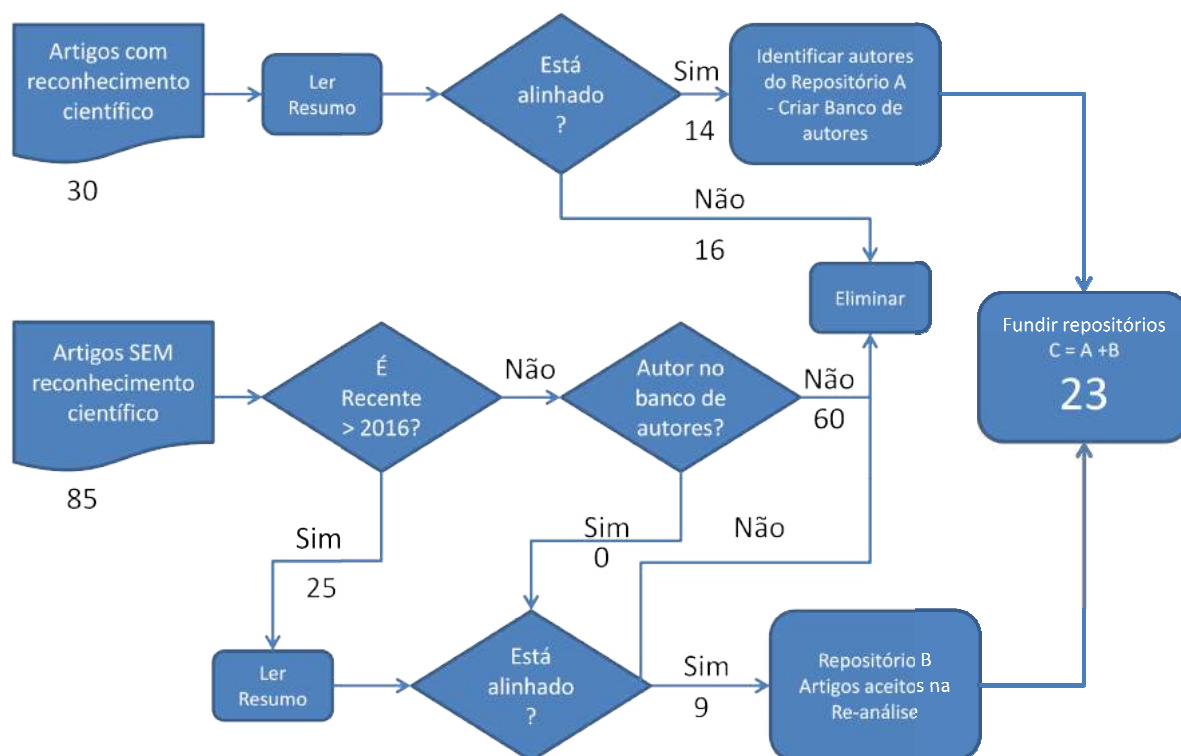 Artigos com
reconhecimento
científico
30
Ler
Resumo
Está
alinhado
?
Sim
14
Identificar autores
do Repositório A
- Criar Banco de
autores
Não
16
Eliminar
Fundir repositórios
C = A +B
23
Artigos SEM
reconhecimento
científico
85
É
Recente
> 2016?
Não
Autor no
banco de
autores?
Não
60
Sim
25
Sim
0
Não
Ler
Resumo
Está
alinhado
?
Sim
9
Repositório B
Artigos aceitos na
Re-análise